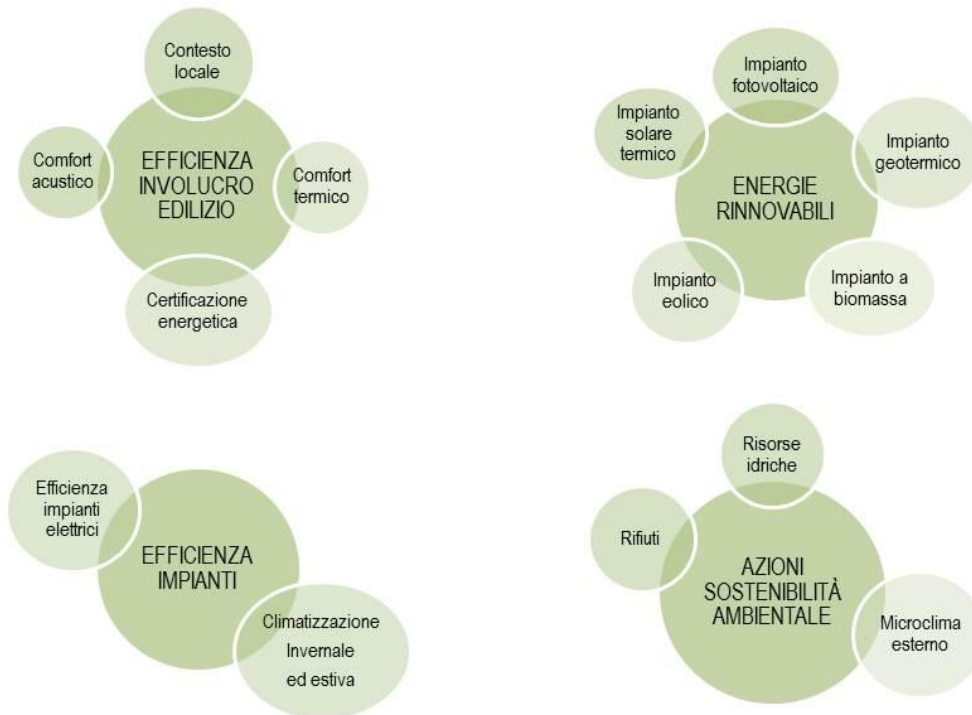 Contesto
locale
Comfort
acustico
EFFICIENZA
INVOLUCRO
EDILIZIO
Comfort
termico
Certificazione
energetica
Impianto
fotovoltaico
Impianto
solare
termico
Impianto
geotermico
ENERGIE
RINNOVABILI
Impianto
eolico
Impianto a
biomassa
Efficienza
impianti
elettrici
EFFICIENZA
IMPIANTI
Climatizzazione
Invernale
ed estiva
Risorse
idriche
Rifiuti
AZIONI
SOSTENIBILITÀ
AMBIENTALE
Microclima
esterno